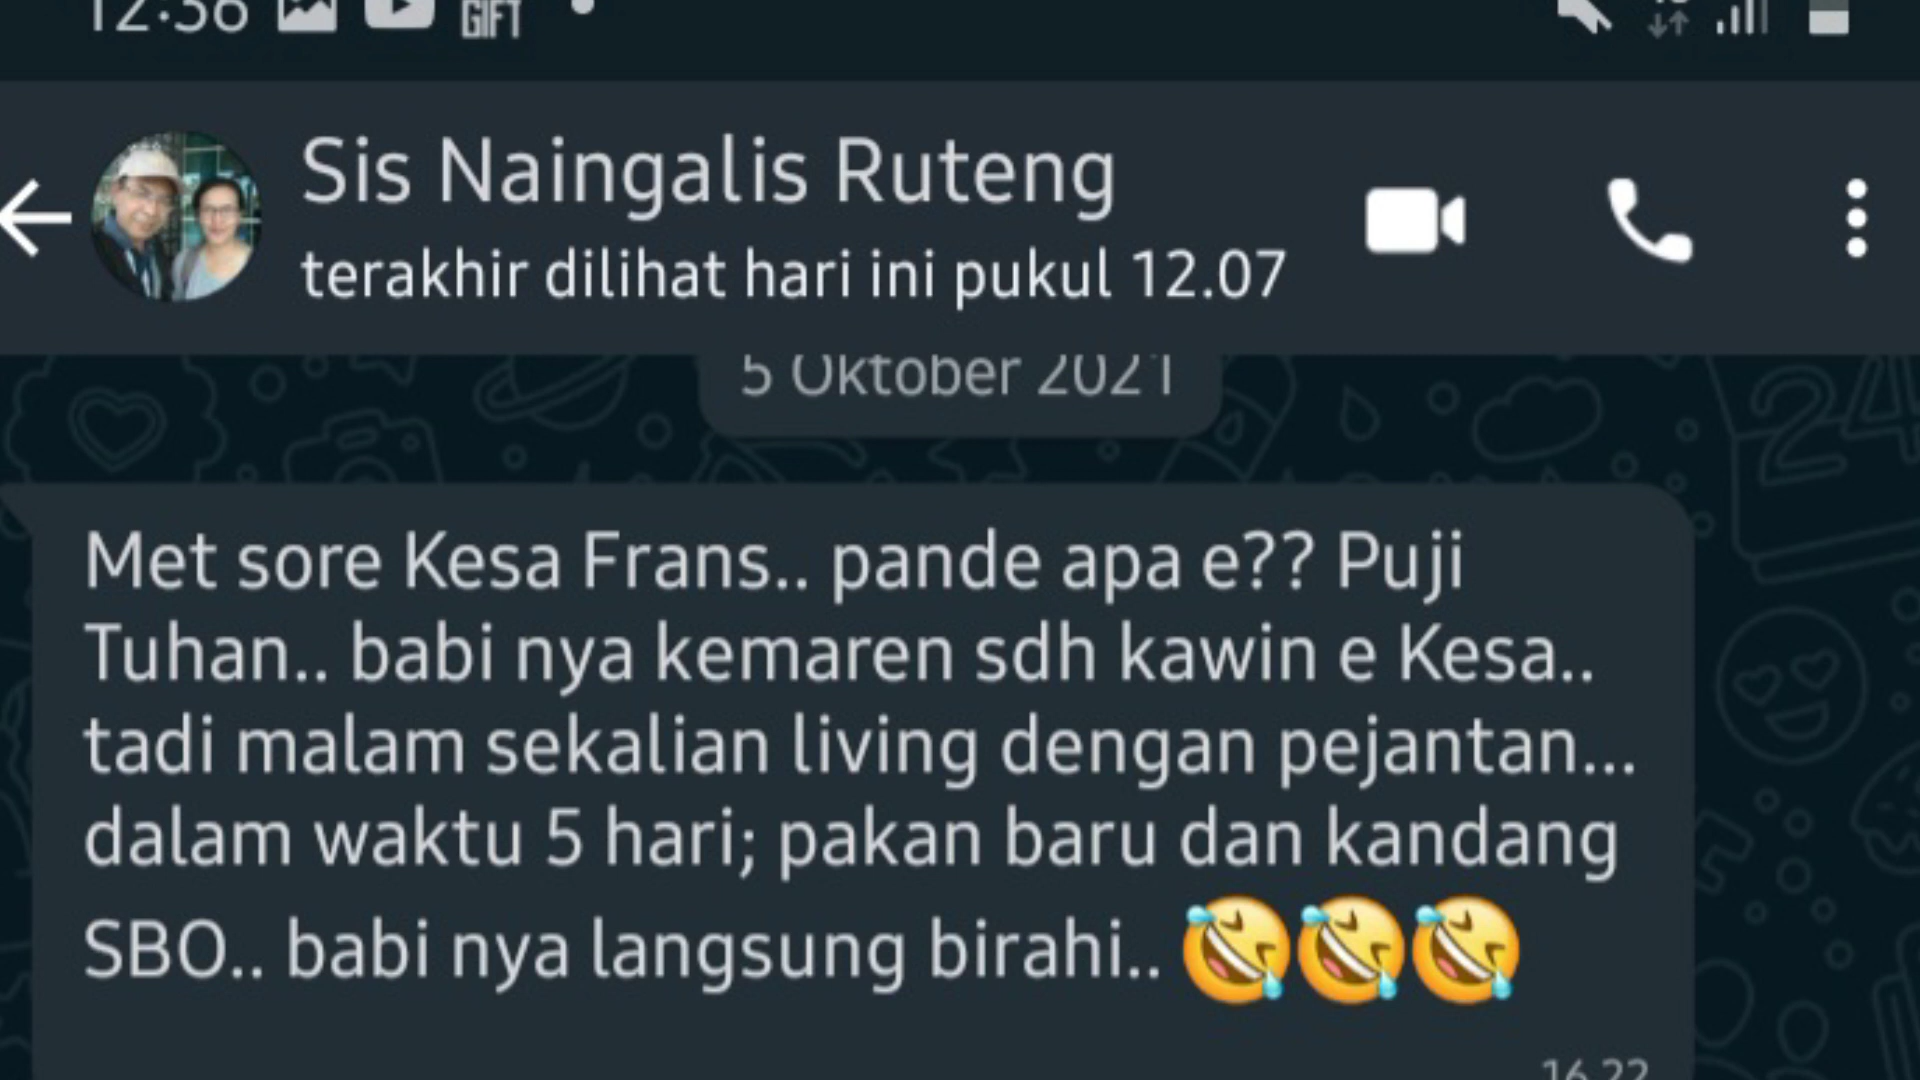 12:36 GIFT
Sis Naingalis Ruteng
terakhir dilihat hari ini pukul 12.07
5 Oktober 2021
Met sore Kesa Frans.. pande apa e?? Puji
Tuhan.. babi nya kemaren sdh kawin e Kesa..
tadi malam sekalian living dengan pejantan...
dalam waktu 5 hari; pakan baru dan kandang
SBO.. babi nya langsung birahi.. 🤣🤣🤣
16.22